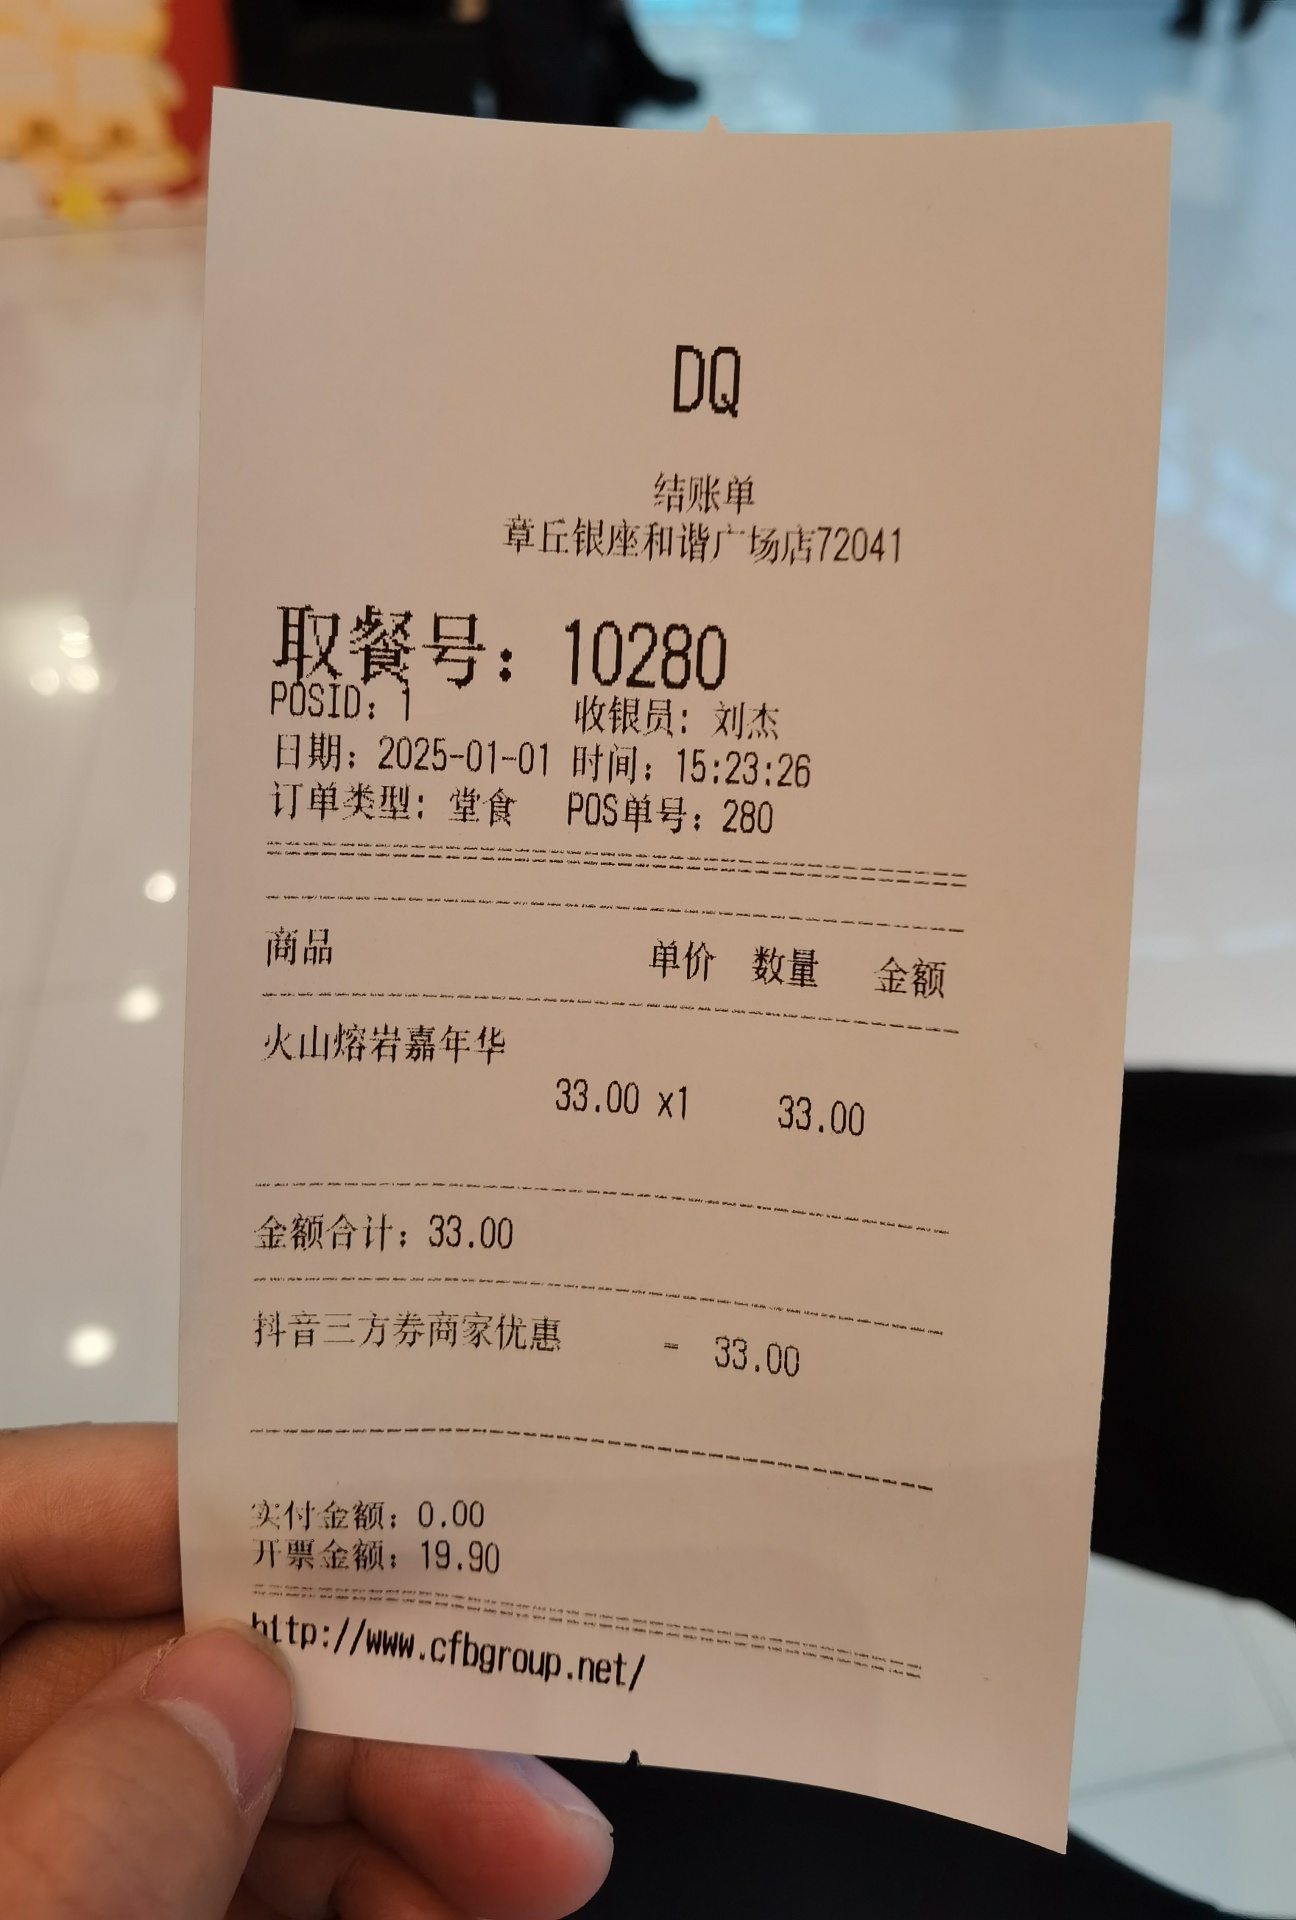 DQ
结账单
章丘银座和谐广场店72041
取餐号：10280
POSID：1 收银员：刘杰
日期：2025-01-01 时间：15:23:26
订单类型：堂食 POS单号：280
商品 单价 数量 金额
火山熔岩嘉年华
33.00 x1 33.00
金额合计：33.00
抖音三方券商家优惠 - 33.00
实付金额：0.00
开票金额：19.90
http://www.cfbgroup.net/